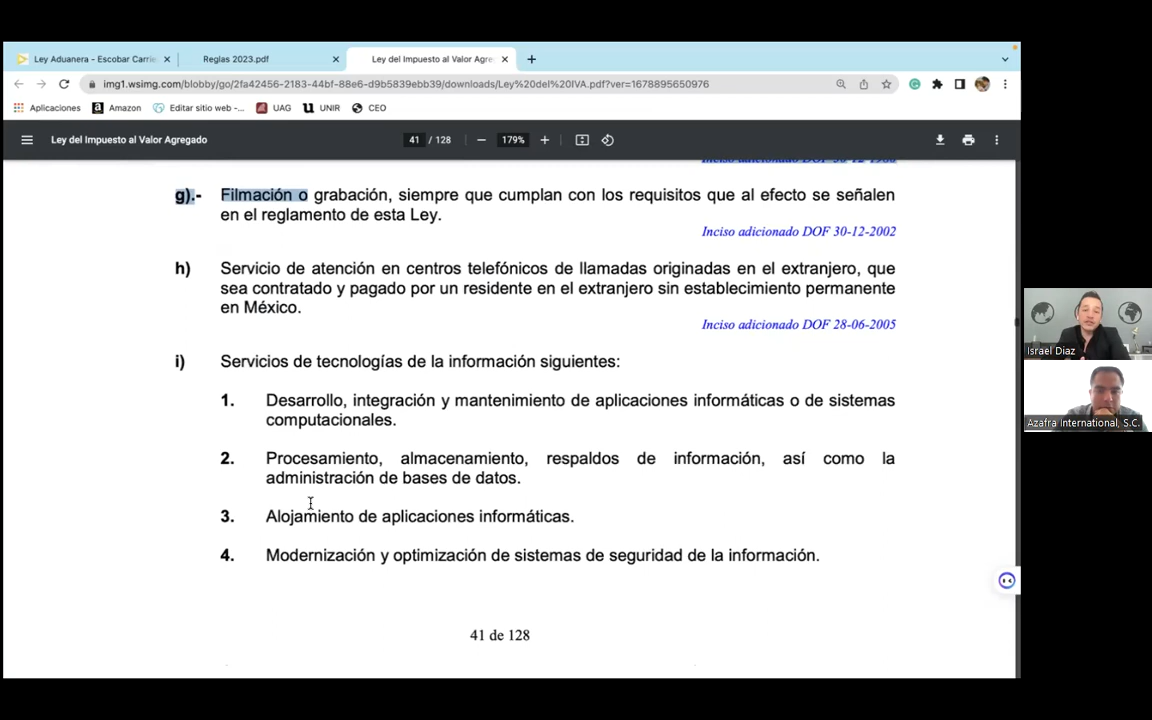 Ley Aduanera - Escobar Carrie
Reglas 2023.pdf
Ley del Impuesto al Valor Agre
img1.wsimg.com/blobby/go/2fa42456-2183-44bf-88e6-d9b5839ebb39/downloads/Ley%20del%20IVA.pdf?ver=1678895650976
Aplicaciones
Amazon
Editar sitio web -...
UAG
UNIR
CEO
Ley del Impuesto al Valor Agregado
41 / 128
179%
g).- Filmación o grabación, siempre que cumplan con los requisitos que al efecto se señalen
en el reglamento de esta Ley.
Inciso adicionado DOF 30-12-2002
h) Servicio de atención en centros telefónicos de llamadas originadas en el extranjero, que
sea contratado y pagado por un residente en el extranjero sin establecimiento permanente
en México.
Inciso adicionado DOF 28-06-2005
i) Servicios de tecnologías de la información siguientes:
1. Desarrollo, integración y mantenimiento de aplicaciones informáticas o de sistemas
computacionales.
2. Procesamiento, almacenamiento, respaldos de información, así como la
administración de bases de datos.
3. Alojamiento de aplicaciones informáticas.
4. Modernización y optimización de sistemas de seguridad de la información.
41 de 128
Israel Diaz
Azafra International, S.C.